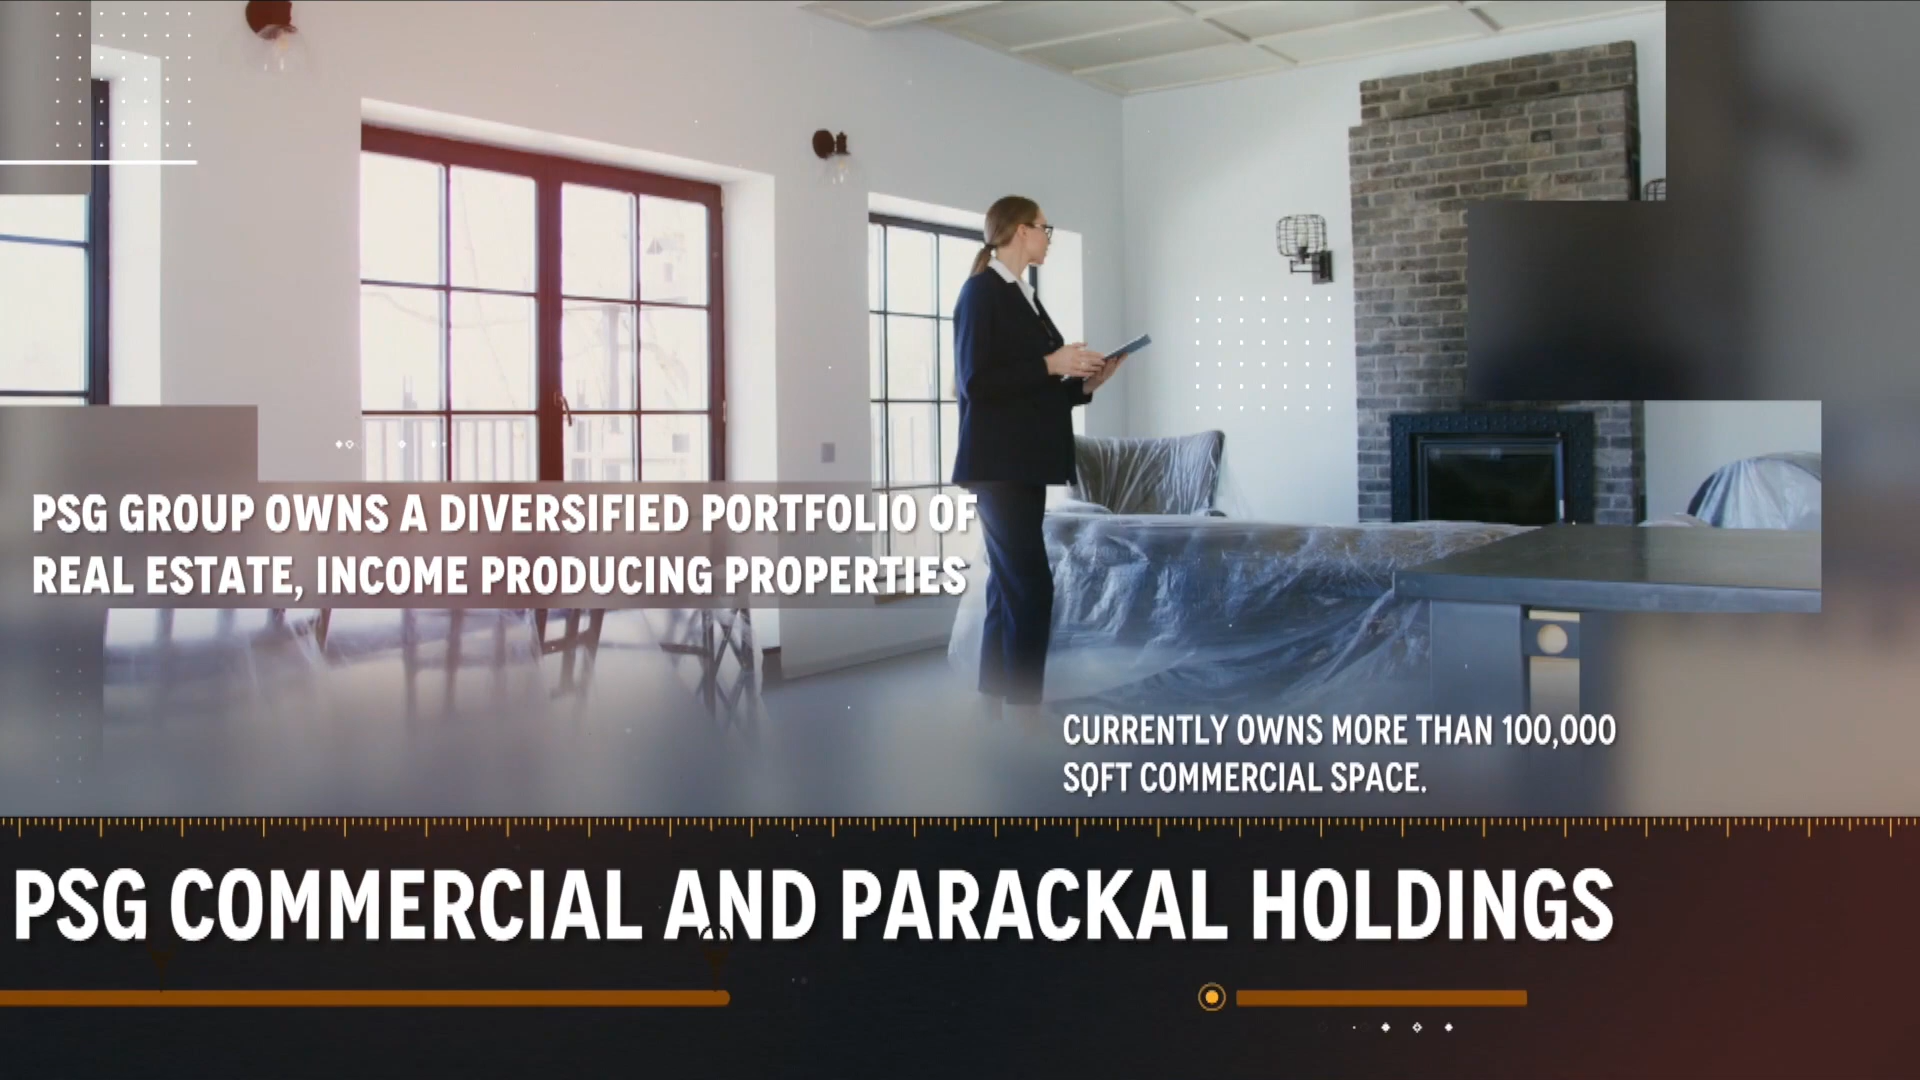 PSG GROUP OWNS A DIVERSIFIED PORTFOLIO OF
REAL ESTATE, INCOME PRODUCING PROPERTIES
CURRENTLY OWNS MORE THAN 100,000
SQFT COMMERCIAL SPACE.
PSG COMMERCIAL AND PARACKAL HOLDINGS